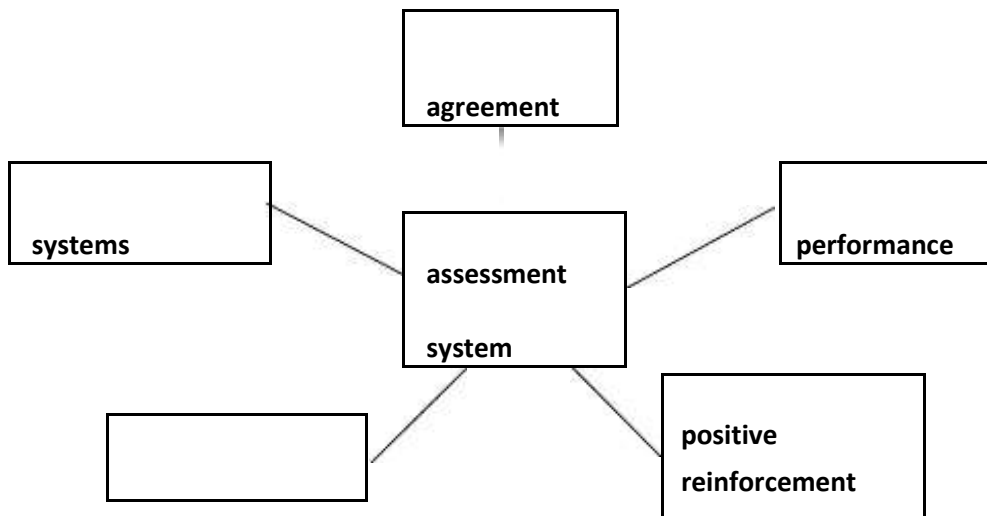 agreement
systems
performance
assessment
system
positive
reinforcement